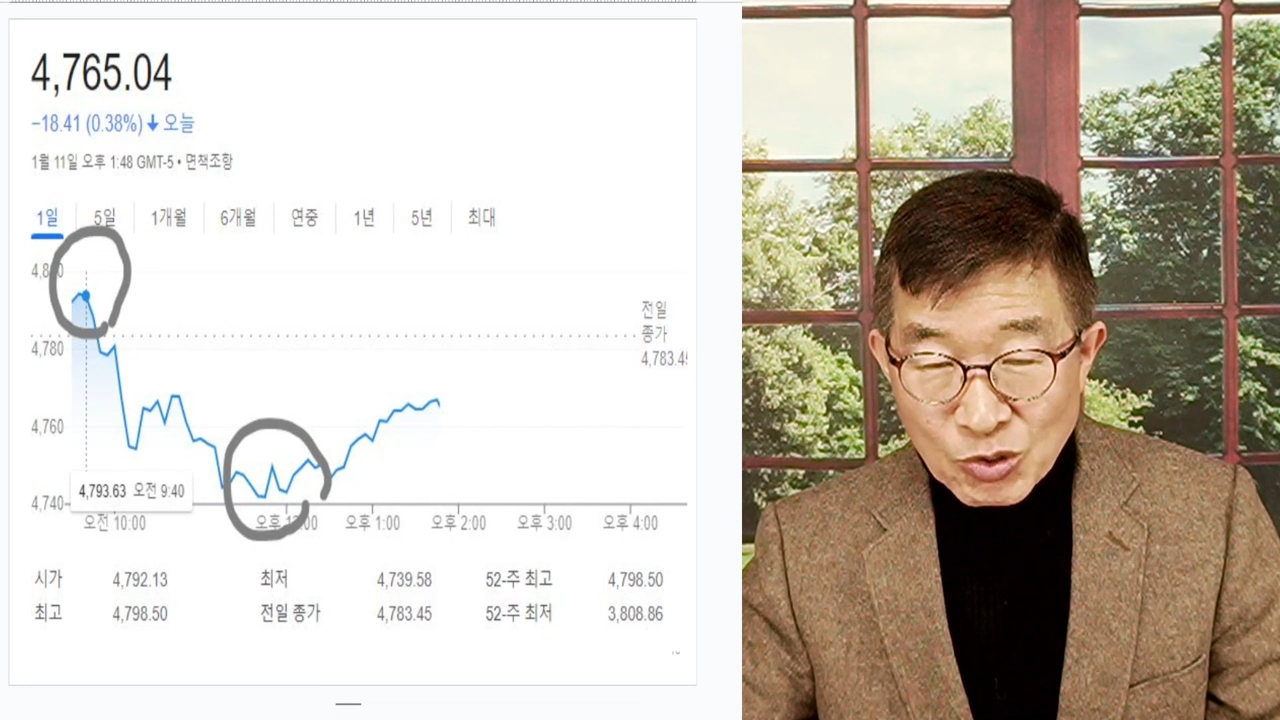 4,765.04
−18.41 (0.38%) 오늘
1월 11일 오후 1:48 GMT-5 • 면책조항
1일 5일 1개월 6개월 연중 1년 5년 최대
전일
종가
4,780
4,760
4,793.63 오전 9:40
4,740
오전 10:00 오후 1:00 오후 2:00 오후 3:00 오후 4:00
시가 4,792.13 최저 4,739.58 52-주 최고 4,798.50
최고 4,798.50 전일 종가 4,783.45 52-주 최저 3,808.86